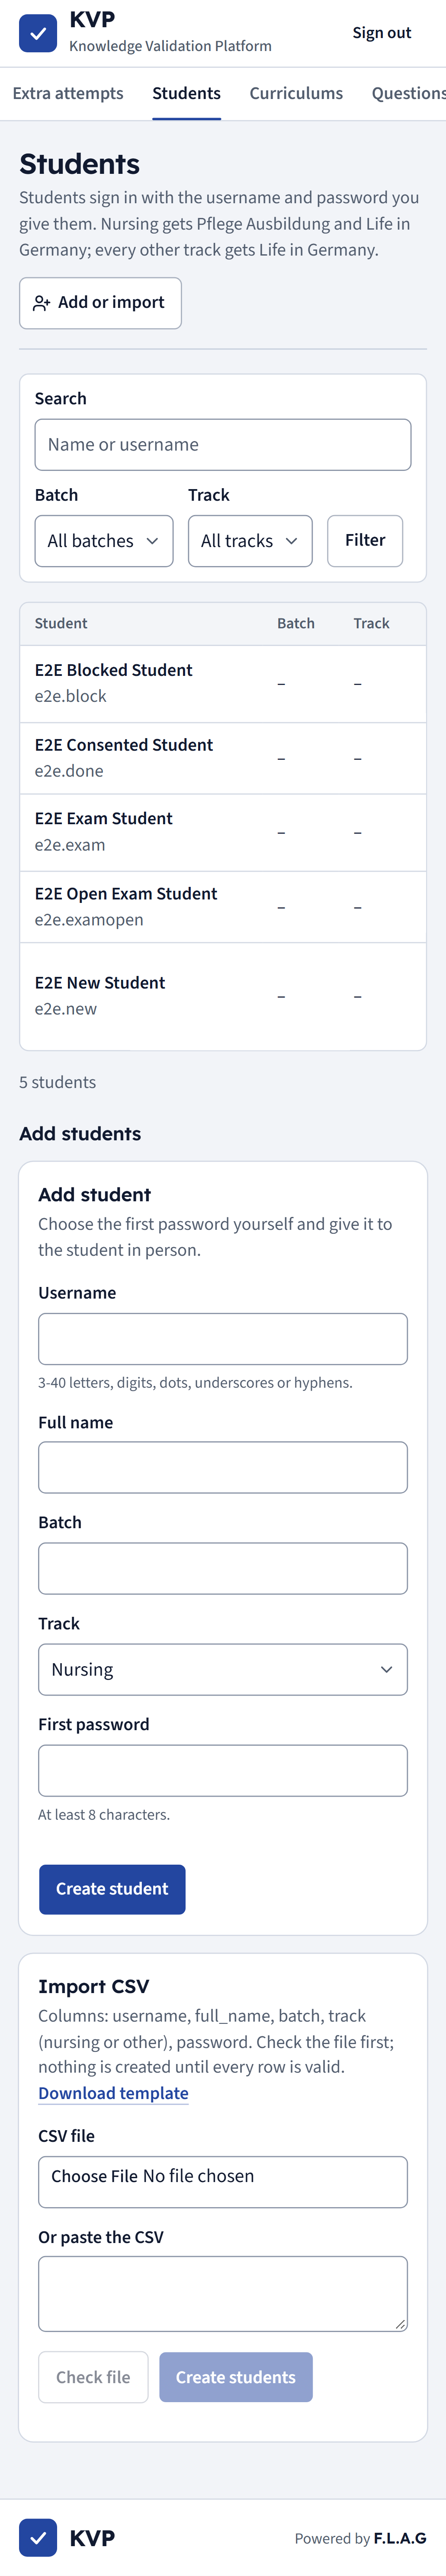 KVP
Knowledge Validation Platform
Sign out
Extra attempts
Students
Curriculums
Questions
Students
Students sign in with the username and password you
give them. Nursing gets Pflege Ausbildung and Life in
Germany; every other track gets Life in Germany.
Add or import
Search
Name or username
Batch Track
All batches All tracks Filter
Student Batch Track
E2E Blocked Student
e2e.block
– –
E2E Consented Student
e2e.done
– –
E2E Exam Student
e2e.exam
– –
E2E Open Exam Student
e2e.examopen
– –
E2E New Student
e2e.new
– –
5 students
Add students
Add student
Choose the first password yourself and give it to
the student in person.
Username
3-40 letters, digits, dots, underscores or hyphens.
Full name
Batch
Track
Nursing
First password
At least 8 characters.
Create student
Import CSV
Columns: username, full_name, batch, track
(nursing or other), password. Check the file first;
nothing is created until every row is valid.
Download template
CSV file
Choose File No file chosen
Or paste the CSV
Check file Create students
KVP
Powered by F.L.A.G